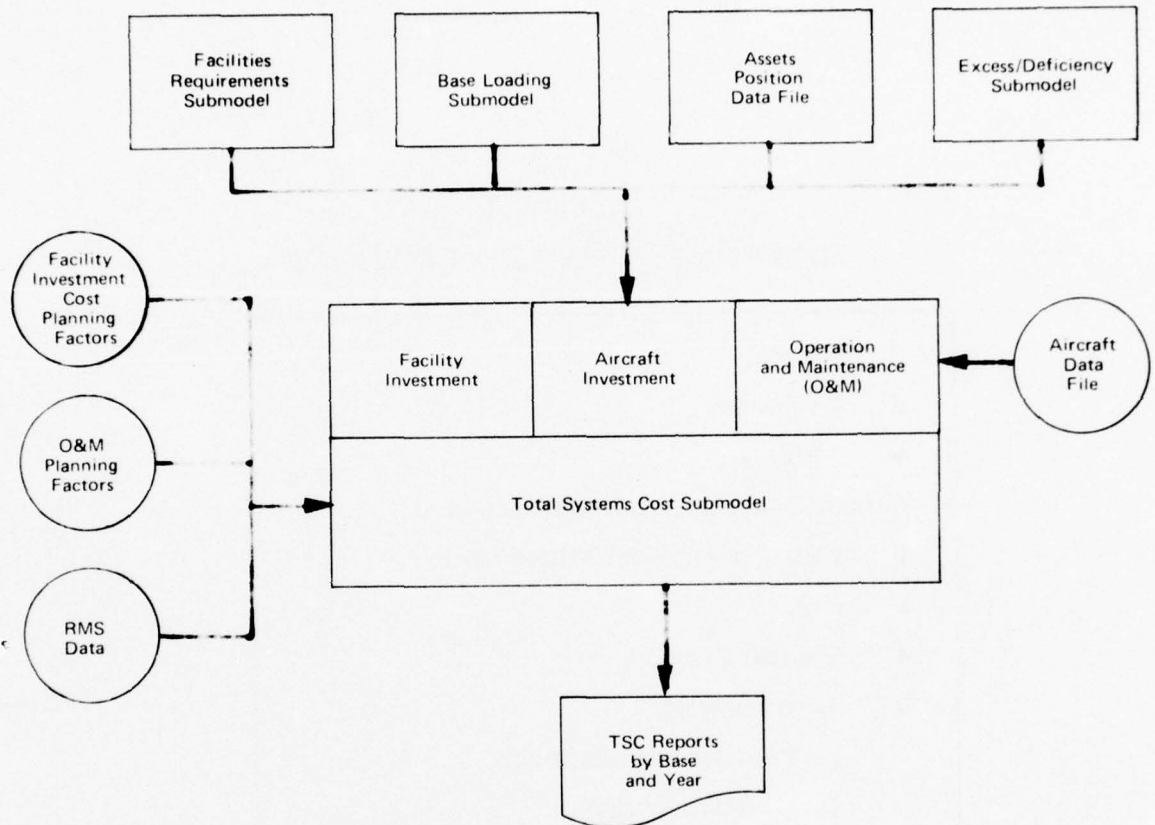 Facilities
Requirements
Submodel
Base Loading
Submodel
Assets
Position
Data File
Excess/Deficiency
Submodel
Facility
Investment
Cost
Planning
Factors
Facility
Investment
Aircraft
Investment
Operation
and Maintenance
(O&M)
Aircraft
Data
File
O&M
Planning
Factors
Total Systems Cost Submodel
RMS
Data
TSC Reports
by Base
and Year